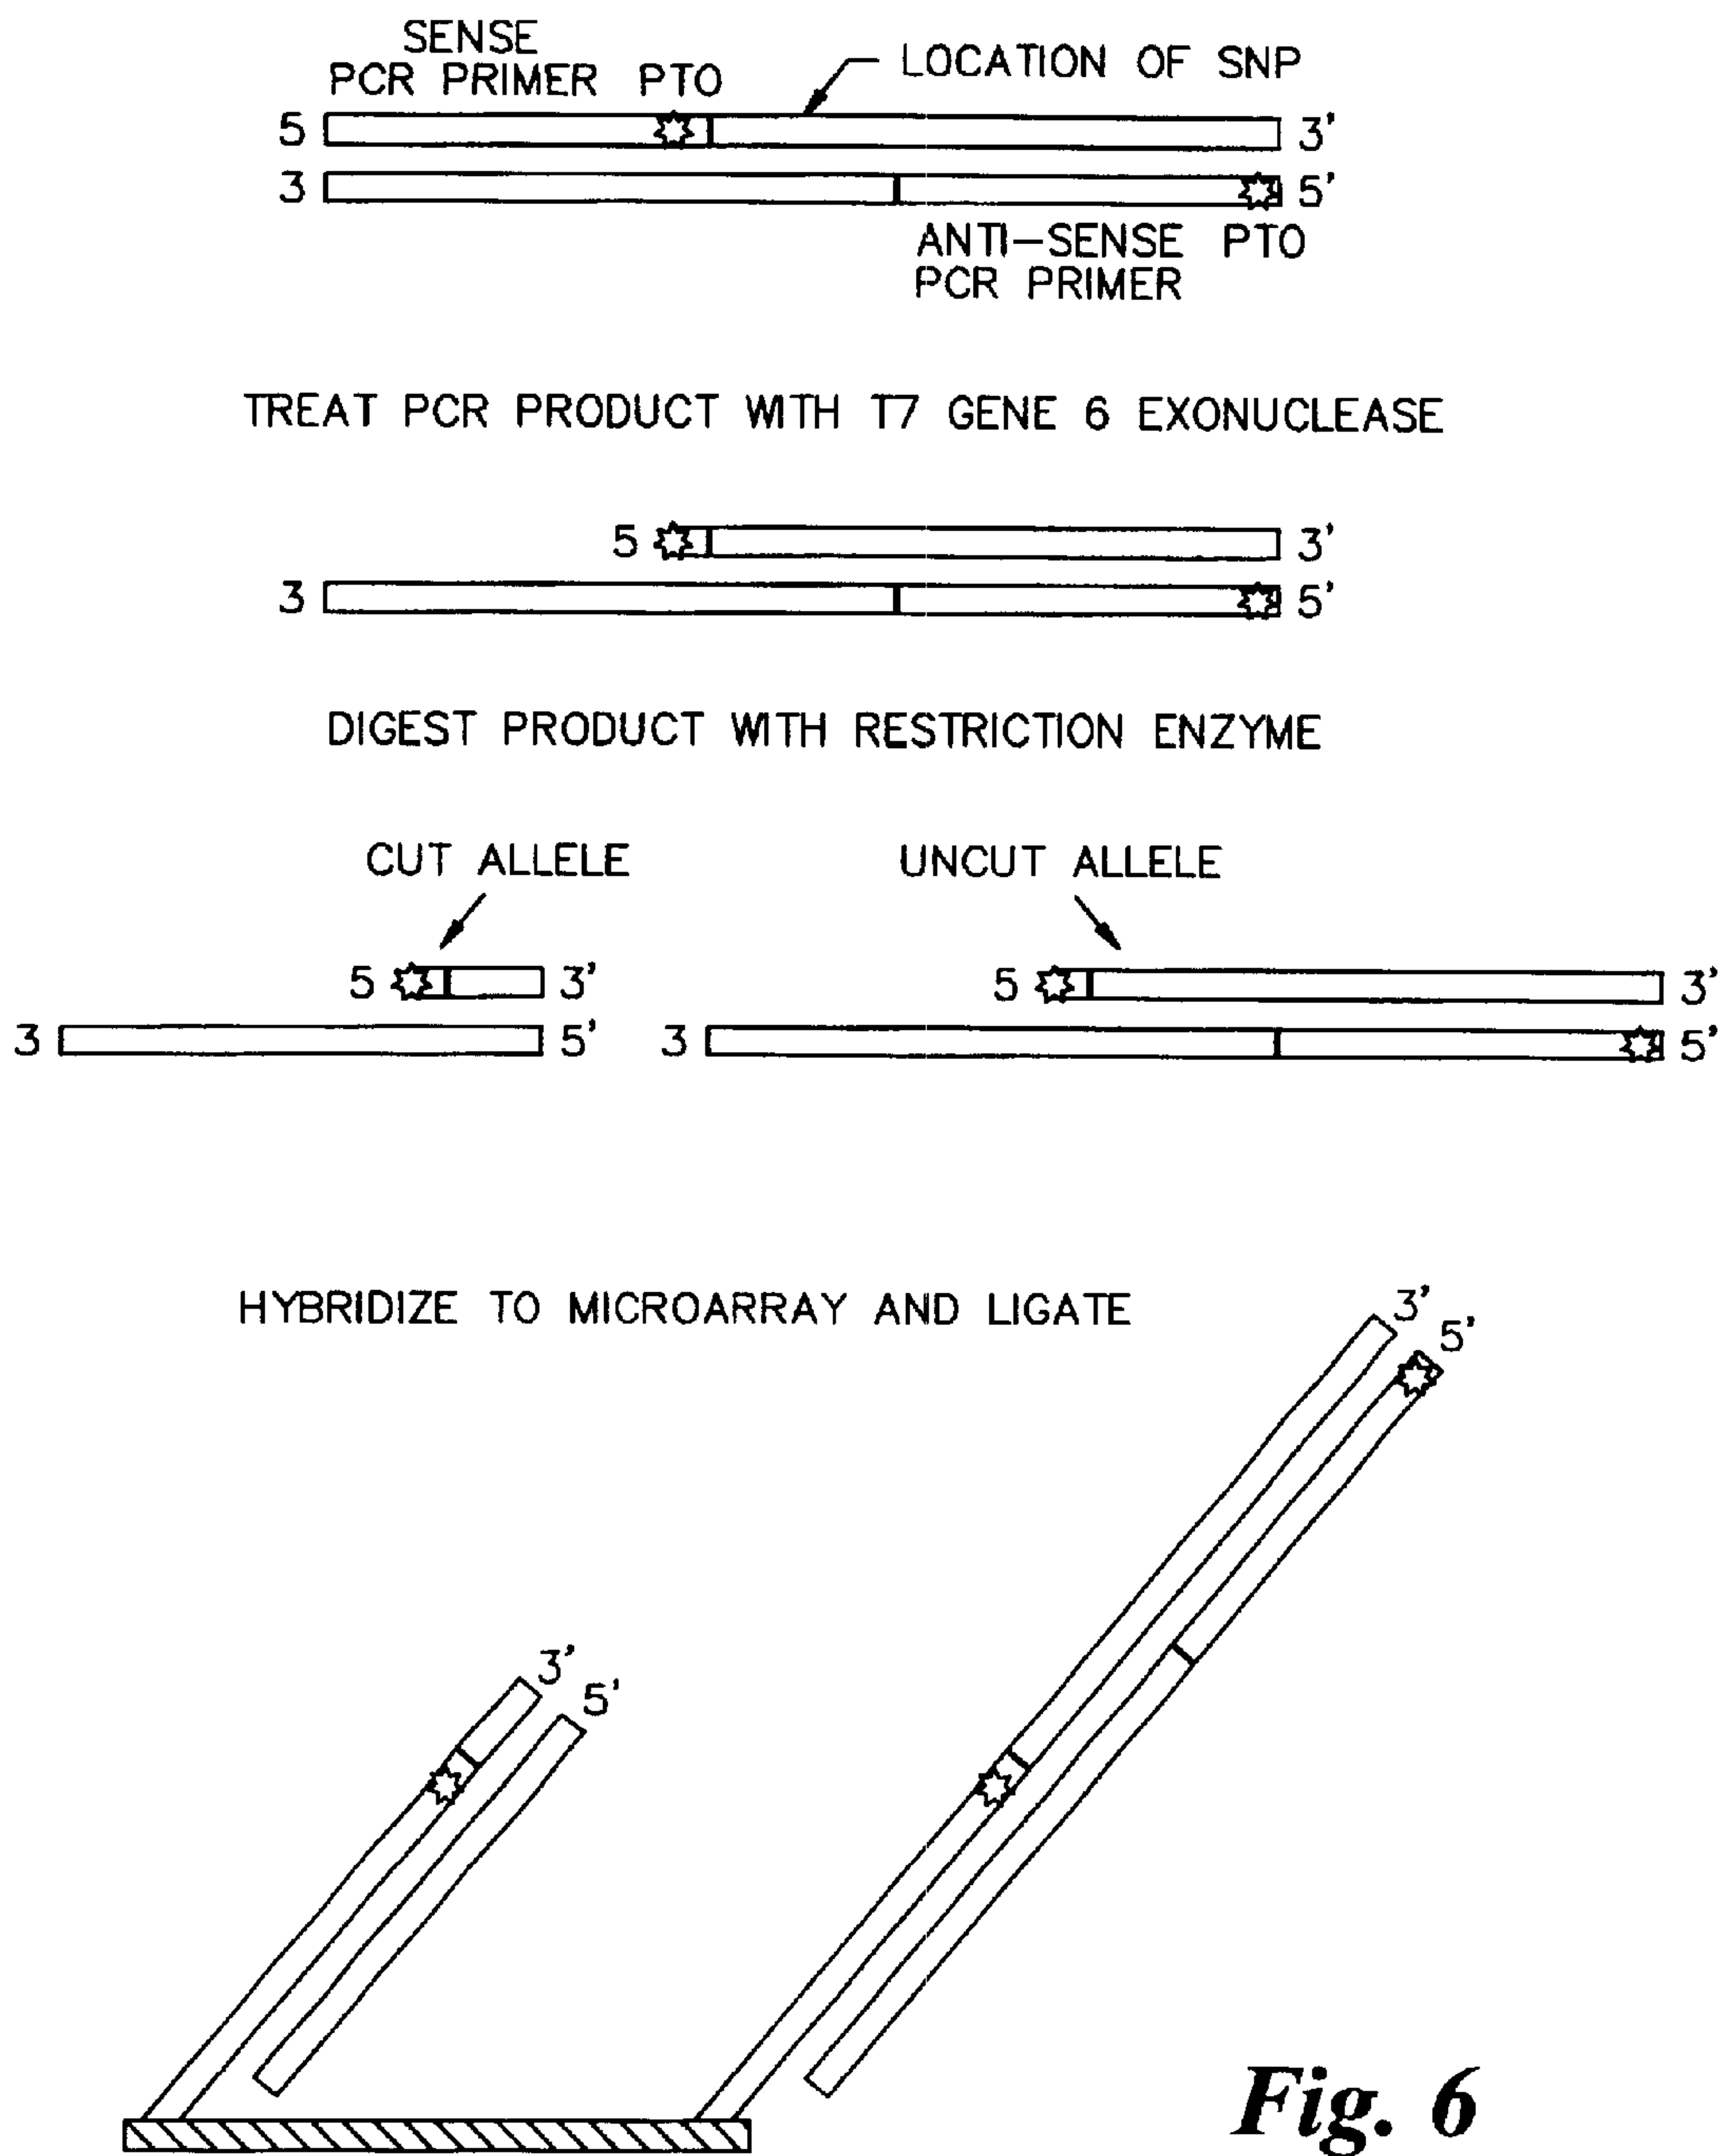 SENSE
PCR PRIMER PTO
LOCATION OF SNP
5 3'
3 5'
ANTI-SENSE PTO
PCR PRIMER
TREAT PCR PRODUCT WITH T7 GENE 6 EXONUCLEASE
5 3'
3 5'
DIGEST PRODUCT WITH RESTRICTION ENZYME
CUT ALLELE
UNCUT ALLELE
5 3'
3 5'
5 3'
3 5'
HYBRIDIZE TO MICROARRAY AND LIGATE
3'
5'
3'
5'
Fig. 6